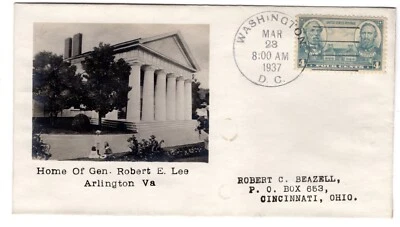 WASHINGTON
MAR
23
8:00 AM
1937
D. C.
Home Of Gen. Robert E. Lee
Arlington Va
ROBERT C. BEAZELL,
P. O. BOX 653,
CINCINNATI, OHIO.